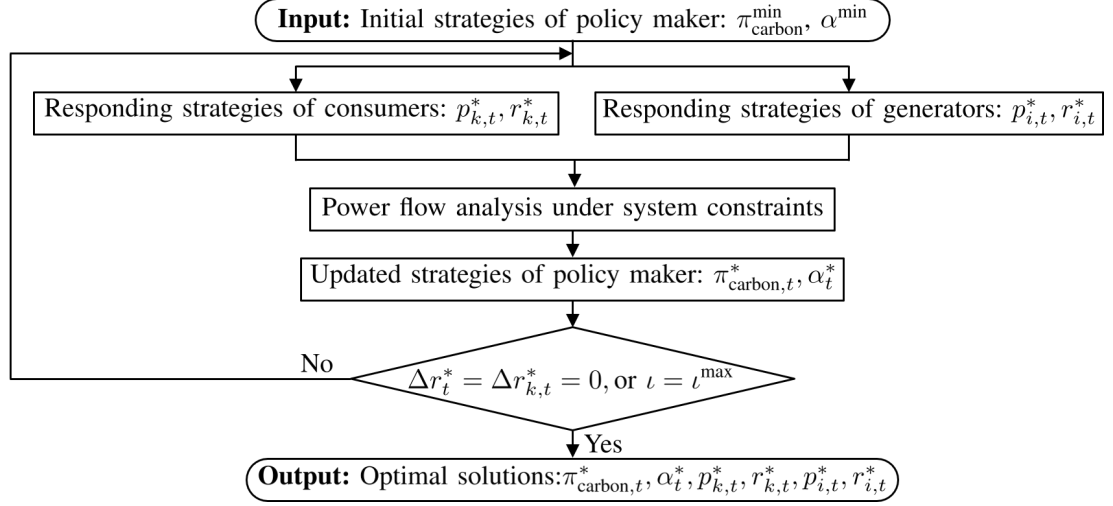 Input: Initial strategies of policy maker: π^min_carbon, α^min
Responding strategies of consumers: p*_k,t, r*_k,t
Responding strategies of generators: p*_i,t, r*_i,t
Power flow analysis under system constraints
Updated strategies of policy maker: π*_carbon,t, α*_t
No
Δr*_t = Δr*_k,t = 0, or ι = ι^max
Yes
Output: Optimal solutions:π*_carbon,t, α*_t, p*_k,t, r*_k,t, p*_i,t, r*_i,t